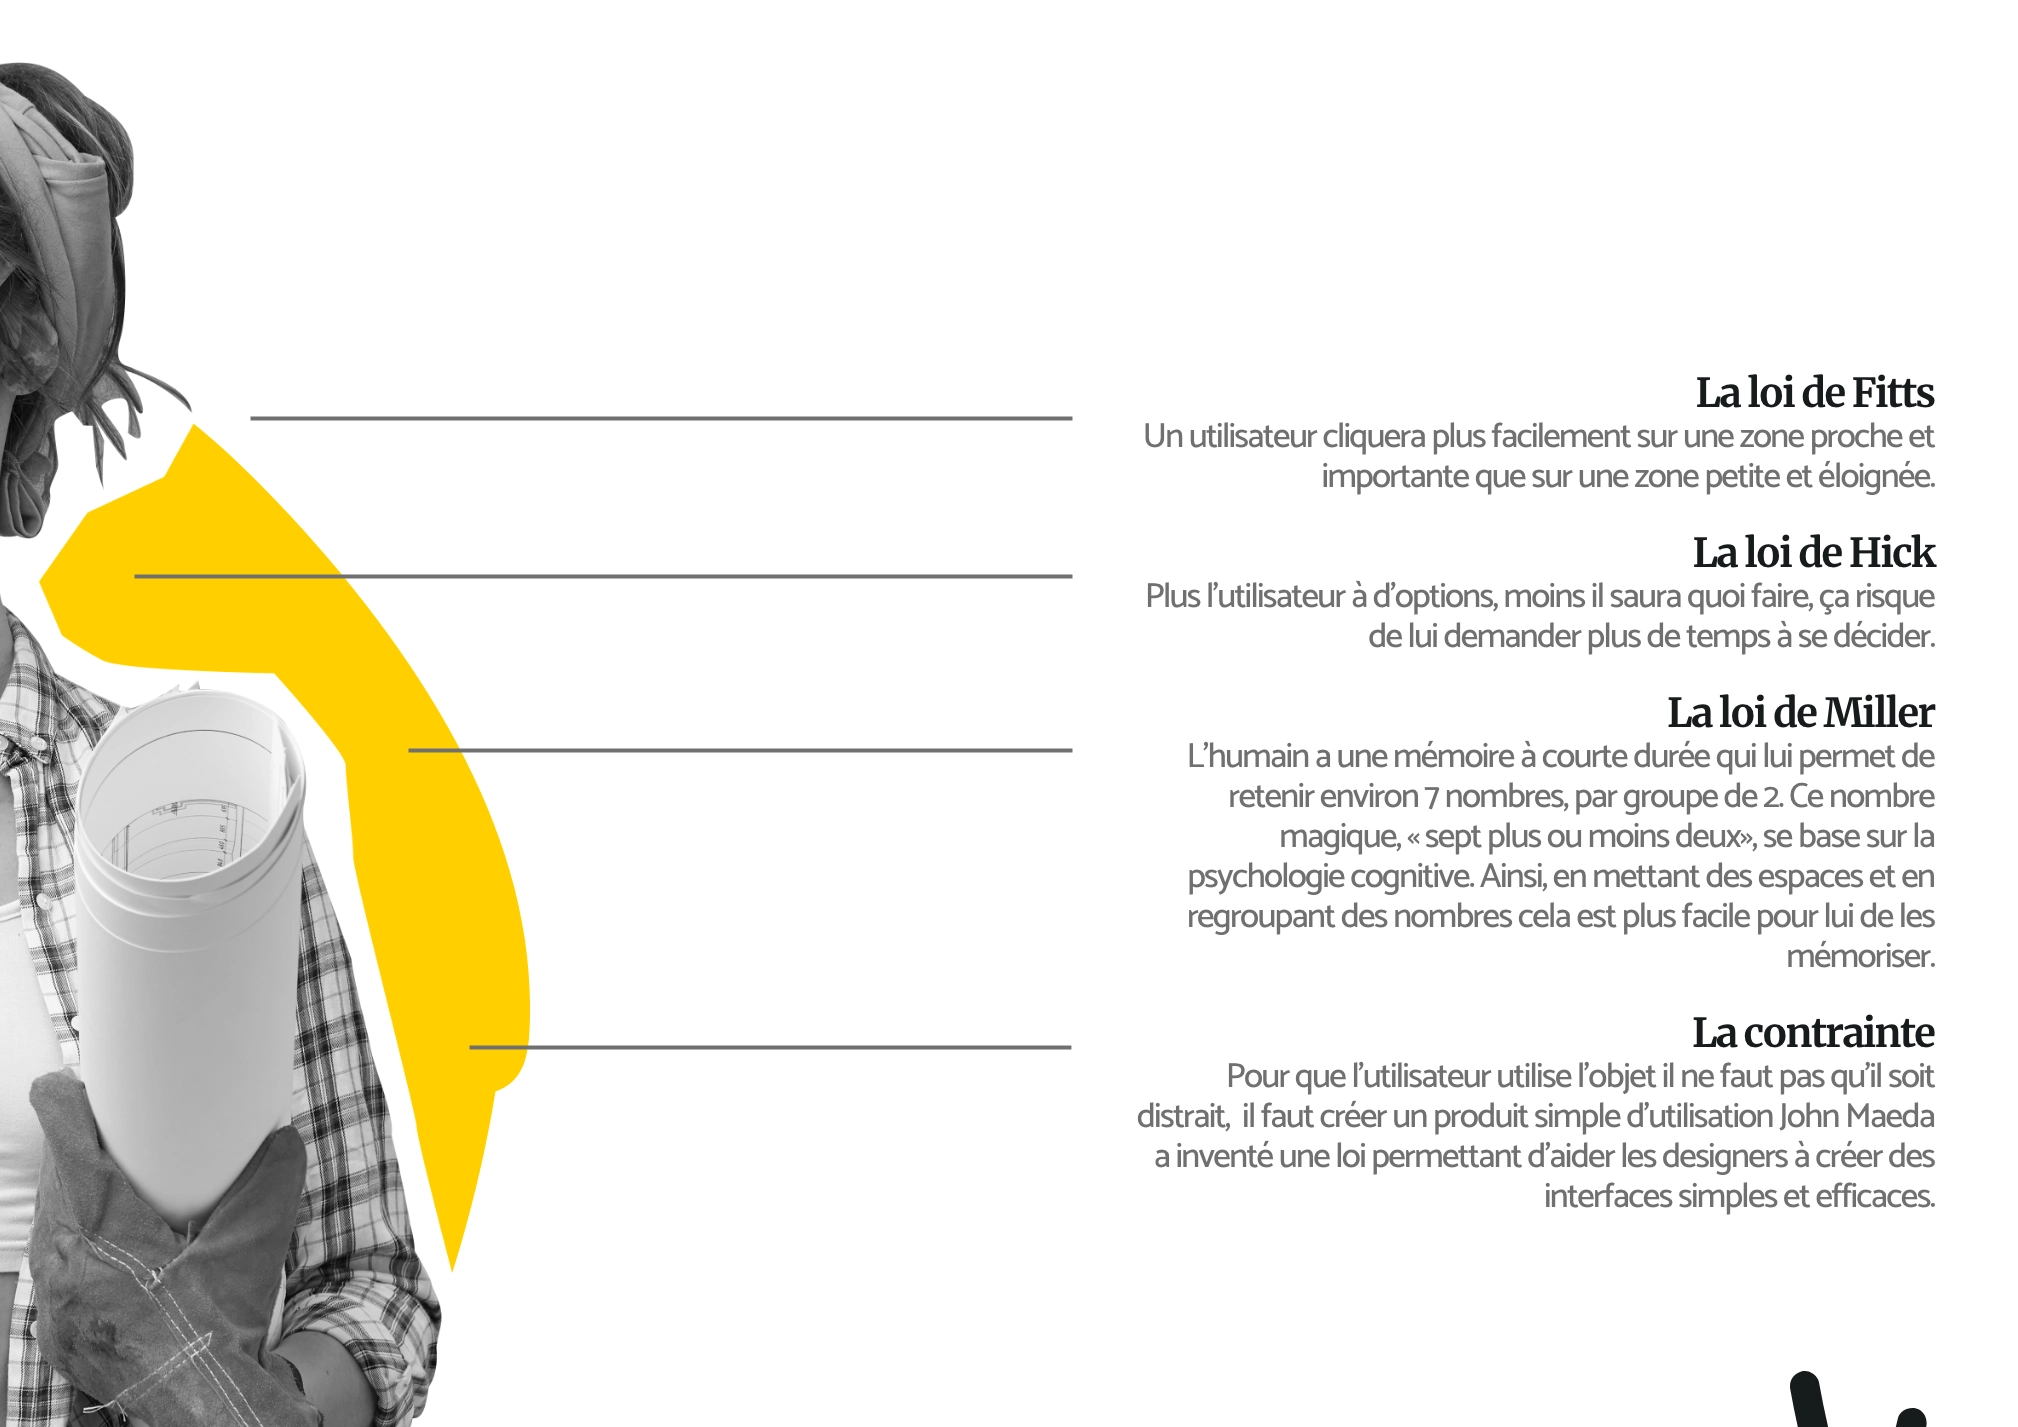 La loi de Fitts
Un utilisateur cliquera plus facilement sur une zone proche et
importante que sur une zone petite et éloignée.
La loi de Hick
Plus l’utilisateur à d’options, moins il saura quoi faire, ça risque
de lui demander plus de temps à se décider.
La loi de Miller
L’humain a une mémoire à courte durée qui lui permet de
retenir environ 7 nombres, par groupe de 2. Ce nombre
magique, « sept plus ou moins deux», se base sur la
psychologie cognitive. Ainsi, en mettant des espaces et en
regroupant des nombres cela est plus facile pour lui de les
mémoriser.
La contrainte
Pour que l’utilisateur utilise l’objet il ne faut pas qu’il soit
distrait,  il faut créer un produit simple d’utilisation John Maeda
a inventé une loi permettant d’aider les designers à créer des
interfaces simples et efficaces.